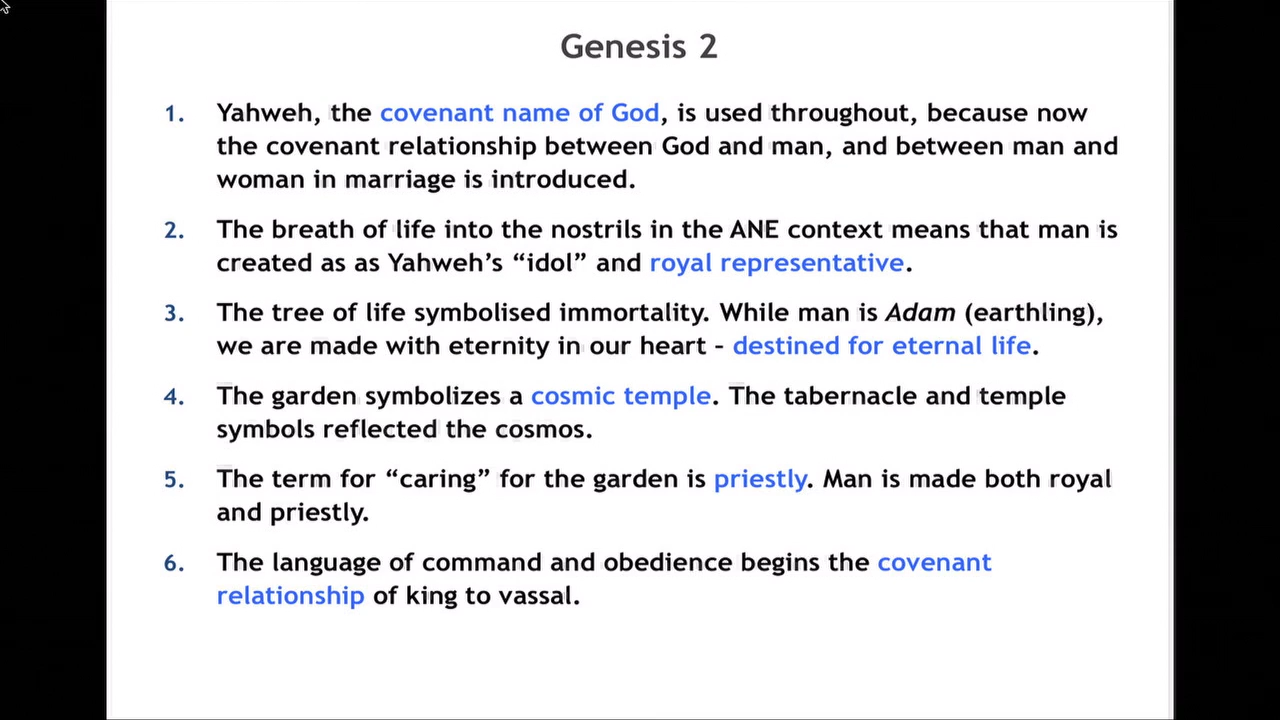 Genesis 2
1. Yahweh, the covenant name of God, is used throughout, because now
the covenant relationship between God and man, and between man and
woman in marriage is introduced.
2. The breath of life into the nostrils in the ANE context means that man is
created as as Yahweh's “idol” and royal representative.
3. The tree of life symbolised immortality. While man is Adam (earthling),
we are made with eternity in our heart – destined for eternal life.
4. The garden symbolizes a cosmic temple. The tabernacle and temple
symbols reflected the cosmos.
5. The term for “caring” for the garden is priestly. Man is made both royal
and priestly.
6. The language of command and obedience begins the covenant
relationship of king to vassal.